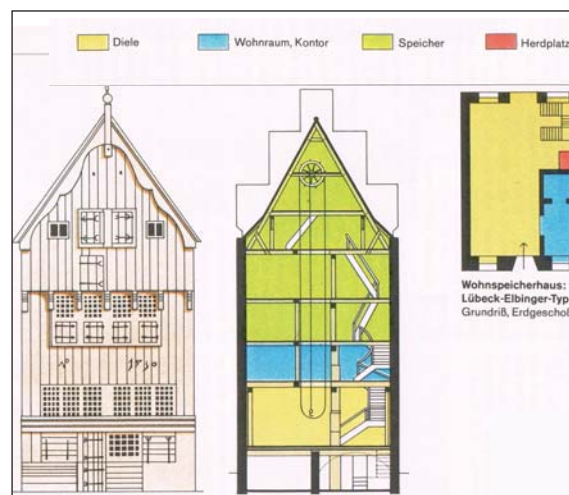 Diele
Wohnraum, Kontor
Speicher
Herdplatz
Wohnspeicherhaus:
Lübeck-Elbinger-Typ
Grundriß, Erdgeschoß